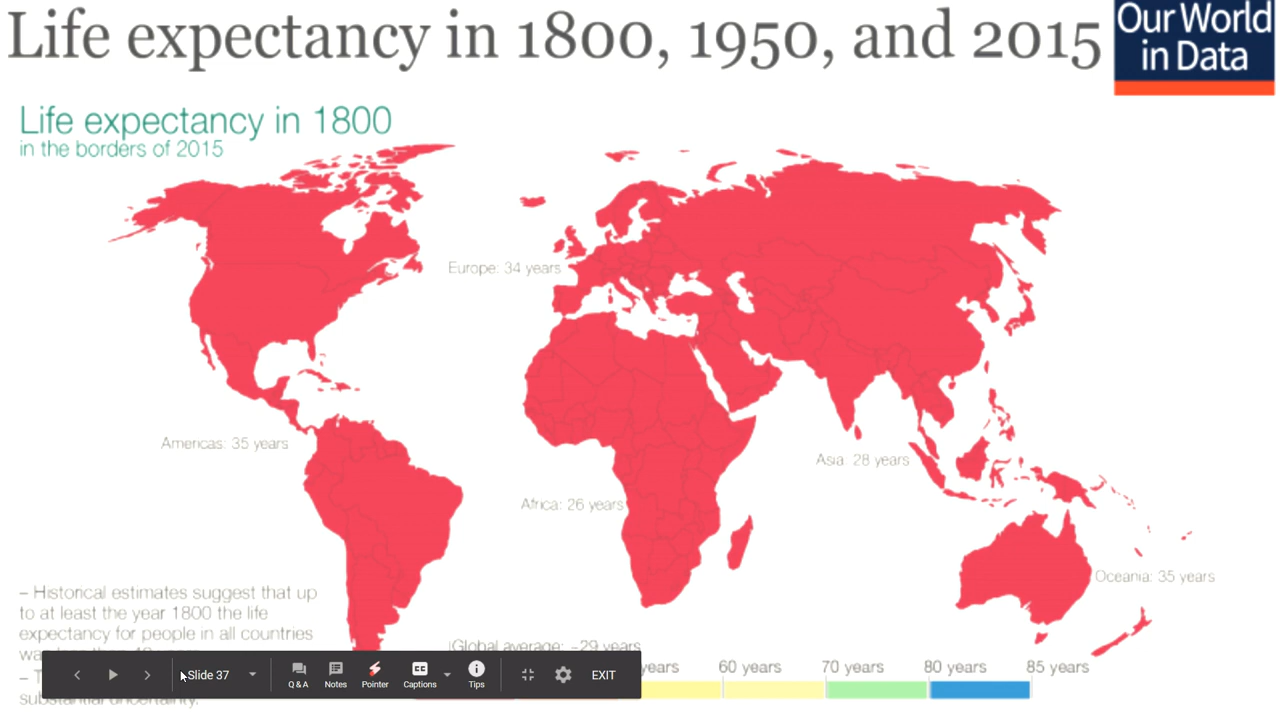 Life expectancy in 1800, 1950, and 2015
Our World
in Data
Life expectancy in 1800
in the borders of 2015
Europe: 34 years
Americas: 35 years
Asia: 28 years
Africa: 26 years
Oceania: 35 years
– Historical estimates suggest that up
to at least the year 1800 the life
expectancy for people in all countries
Global average: ~29 years
years 60 years 70 years 80 years 85 years
– T
substantial uncertainty.
Slide 37
Q & A Notes Pointer CC Captions Tips EXIT